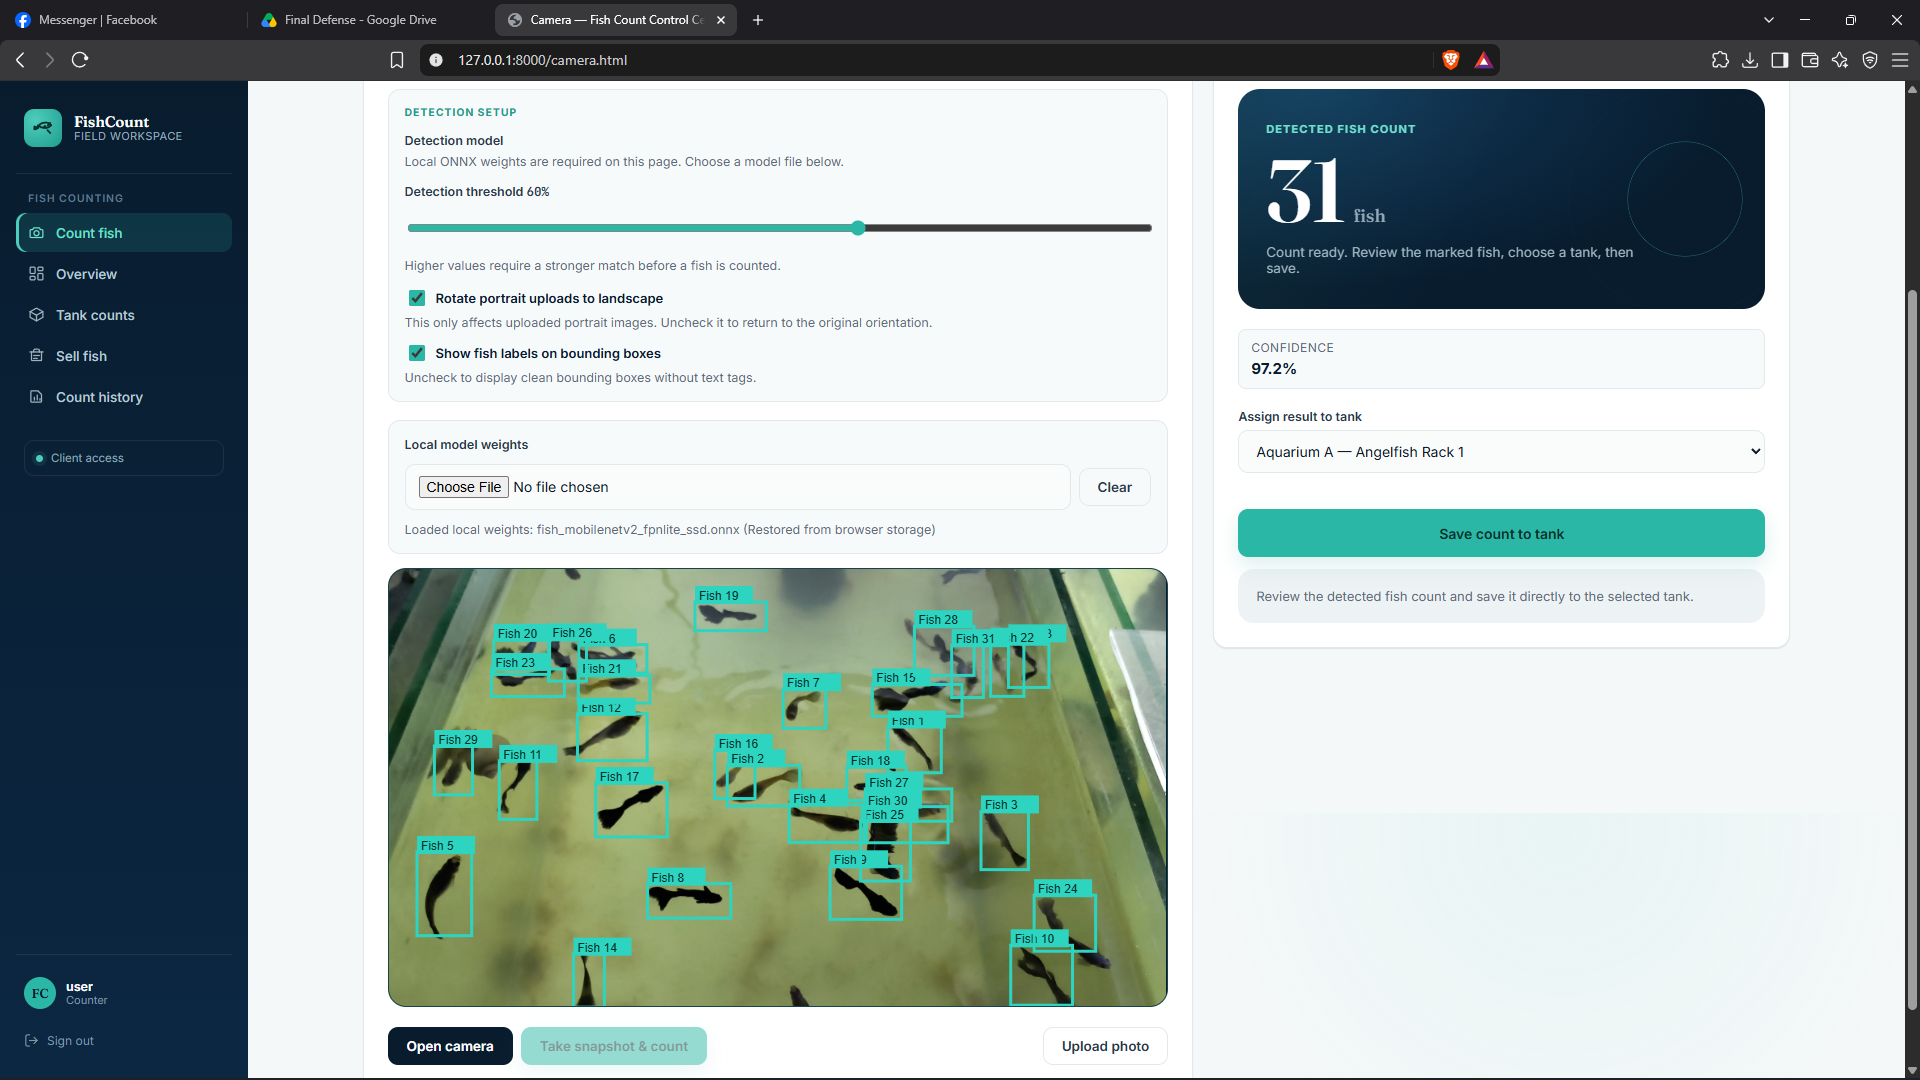 Messenger | Facebook
Final Defense - Google Drive
Camera — Fish Count Control Ce
127.0.0.1:8000/camera.html
FishCount
FIELD WORKSPACE
FISH COUNTING
Count fish
Overview
Tank counts
Sell fish
Count history
Client access
FC
user
Counter
Sign out
DETECTION SETUP
Detection model
Local ONNX weights are required on this page. Choose a model file below.
Detection threshold 60%
Higher values require a stronger match before a fish is counted.
Rotate portrait uploads to landscape
This only affects uploaded portrait images. Uncheck it to return to the original orientation.
Show fish labels on bounding boxes
Uncheck to display clean bounding boxes without text tags.
Local model weights
Choose File No file chosen
Clear
Loaded local weights: fish_mobilenetv2_fpnlite_ssd.onnx (Restored from browser storage)
Fish 19
Fish 28
Fish 20
Fish 26
6
Fish 31
h 22
3
Fish 23
Fish 21
Fish 7
Fish 15
Fish 12
Fish 1
Fish 29
Fish 11
Fish 16
Fish 2
Fish 18
Fish 17
Fish 27
Fish 4
Fish 30
Fish 25
Fish 3
Fish 5
Fish 9
Fish 8
Fish 24
Fish 10
Fish 14
Open camera
Take snapshot & count
Upload photo
DETECTED FISH COUNT
31 fish
Count ready. Review the marked fish, choose a tank, then
save.
CONFIDENCE
97.2%
Assign result to tank
Aquarium A — Angelfish Rack 1
Save count to tank
Review the detected fish count and save it directly to the selected tank.